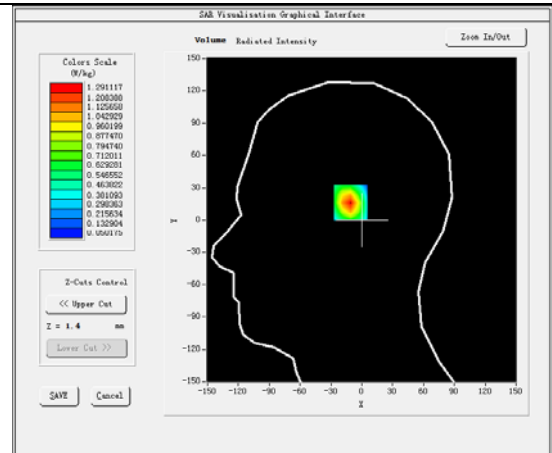 SAR Visualisation Graphical Interface
Volume Radiated Intensity
Zoom In/Out
Colors Scale
(W/kg)
1.291117
1.208388
1.125658
1.042929
0.960199
0.877470
0.794740
0.712011
0.629281
0.546552
0.463822
0.381093
0.298363
0.215634
0.132904
0.050175
Z-Cuts Control
<< Upper Cut
Z = 1.4 mm
Lower Cut >>
SAVE Cancel
150
120
90
60
30
0
-30
-60
-90
-120
-150
Y
-150 -120 -90 -60 -30 0 30 60 90 120 150
X